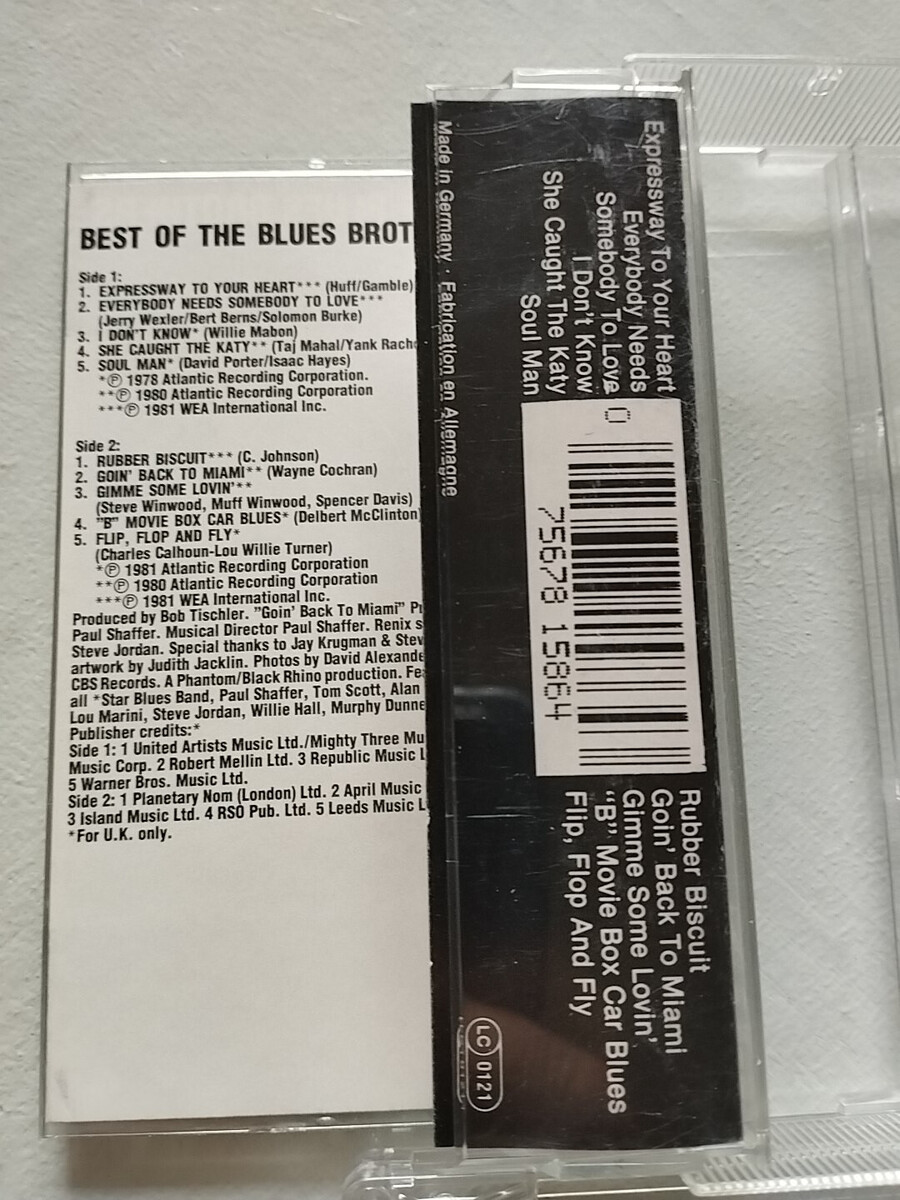 BEST OF THE BLUES BROT
Side 1:
1. EXPRESSWAY TO YOUR HEART*** (Huff/Gamble)
2. EVERYBODY NEEDS SOMEBODY TO LOVE***
(Jerry Wexler/Bert Berns/Solomon Burke)
3. I DON'T KNOW* (Willie Mabon)
4. SHE CAUGHT THE KATY** (Taj Mahal/Yank Rach
5. SOUL MAN* (David Porter/Isaac Hayes)
*Ⓟ 1978 Atlantic Recording Corporation.
**Ⓟ 1980 Atlantic Recording Corporation
***Ⓟ 1981 WEA International Inc.
Side 2:
1. RUBBER BISCUIT*** (C. Johnson)
2. GOIN' BACK TO MIAMI** (Wayne Cochran)
3. GIMME SOME LOVIN'**
(Steve Winwood, Muff Winwood, Spencer Davis)
4. "B" MOVIE BOX CAR BLUES* (Delbert McClinton)
5. FLIP, FLOP AND FLY*
(Charles Calhoun-Lou Willie Turner)
*Ⓟ 1981 Atlantic Recording Corporation
**Ⓟ 1980 Atlantic Recording Corporation
***Ⓟ 1981 WEA International Inc.
Produced by Bob Tischler. "Goin' Back To Miami" P
Paul Shaffer. Musical Director Paul Shaffer. Renix s
Steve Jordan. Special thanks to Jay Krugman & Stev
artwork by Judith Jacklin. Photos by David Alexande
CBS Records. A Phantom/Black Rhino production. Fe
all *Star Blues Band, Paul Shaffer, Tom Scott, Alan
Lou Marini, Steve Jordan, Willie Hall, Murphy Dunne
Publisher credits:*
Side 1: 1 United Artists Music Ltd./Mighty Three Mu
Music Corp. 2 Robert Mellin Ltd. 3 Republic Music L
5 Warner Bros. Music Ltd.
Side 2: 1 Planetary Nom (London) Ltd. 2 April Music
3 Island Music Ltd. 4 RSO Pub. Ltd. 5 Leeds Music L
*For U.K. only.
Expressway To Your Heart
Everybody Needs
Somebody To Love
I Don't Know
She Caught The Katy
Soul Man
0 75678 15864
Rubber Biscuit
Goin' Back To Miami
Gimme Some Lovin'
"B" Movie Box Car Blues
Flip, Flop And Fly
Made in Germany · Fabrication en Allemagne
LC 0121